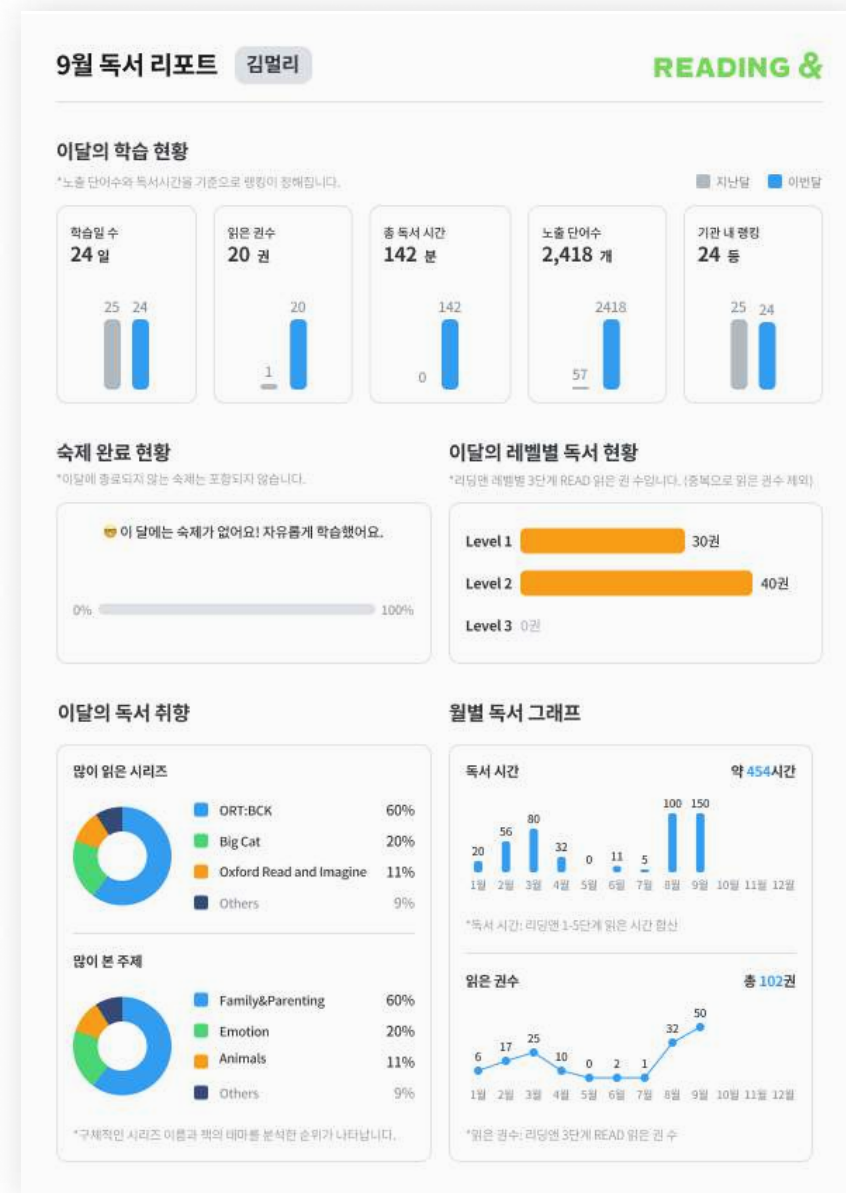 9월 독서 리포트 김멀리 READING &
이달의 학습 현황
*노출 단어수와 독서시간을 기준으로 랭킹이 정해집니다. 지난달 이번달
학습일 수 읽은 권수 총 독서 시간 노출 단어수 기관 내 랭킹
24 일 20 권 142 분 2,418 개 24 등
25 24 1 20 0 142 57 2418 25 24
숙제 완료 현황
*이달에 종료되지 않는 숙제는 포함되지 않습니다.
🤓 이 달에는 숙제가 없어요! 자유롭게 학습했어요.
0% 100%
이달의 레벨별 독서 현황
*리딩앤 레벨별 3단계 READ 읽은 권 수입니다. (중복으로 읽은 권수 제외)
Level 1 30권
Level 2 40권
Level 3 0권
이달의 독서 취향
많이 읽은 시리즈
ORT:BCK 60%
Big Cat 20%
Oxford Read and Imagine 11%
Others 9%
많이 본 주제
Family&Parenting 60%
Emotion 20%
Animals 11%
Others 9%
*구체적인 시리즈 이름과 책의 테마를 분석한 순위가 나타납니다.
월별 독서 그래프
독서 시간 약 454시간
20 56 80 32 0 11 5 100 150
1월 2월 3월 4월 5월 6월 7월 8월 9월 10월 11월 12월
*독서 시간: 리딩앤 1-5단계 읽은 시간 합산
읽은 권수 총 102권
6 17 25 10 0 2 1 32 50
1월 2월 3월 4월 5월 6월 7월 8월 9월 10월 11월 12월
*읽은 권수: 리딩앤 3단계 READ 읽은 권 수